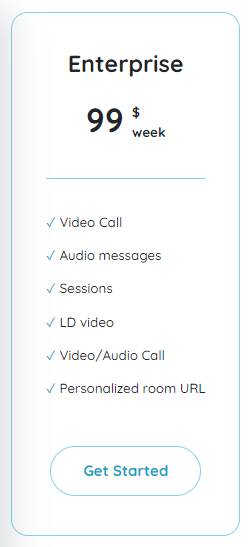 Enterprise
99 $
week
✓ Video Call
✓ Audio messages
✓ Sessions
✓ LD video
✓ Video/Audio Call
✓ Personalized room URL
Get Started